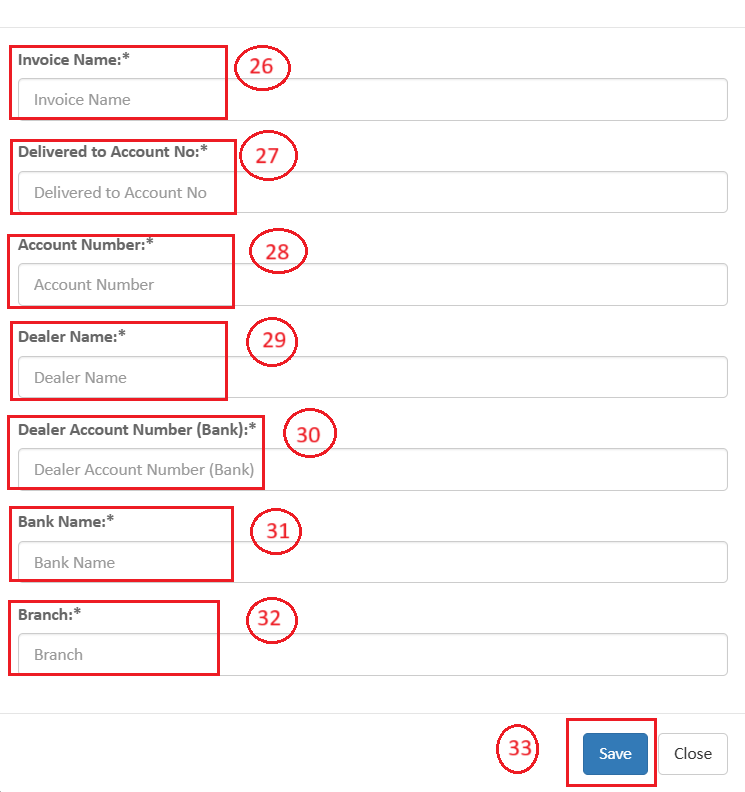 Invoice Name:*
26
Invoice Name
Delivered to Account No:*
27
Delivered to Account No
Account Number:*
28
Account Number
Dealer Name:*
29
Dealer Name
Dealer Account Number (Bank):*
30
Dealer Account Number (Bank)
Bank Name:*
31
Bank Name
Branch:*
32
Branch
33 Save Close